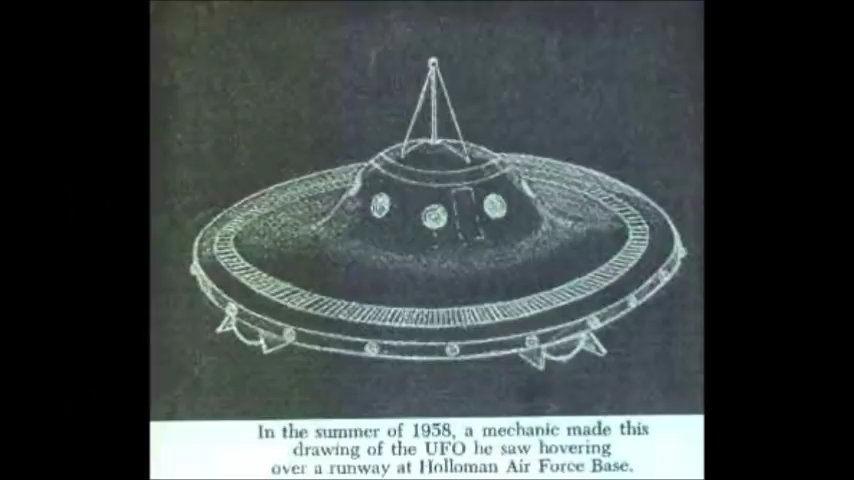 In the summer of 1958, a mechanic made this
drawing of the UFO he saw hovering
over a runway at Holloman Air Force Base.